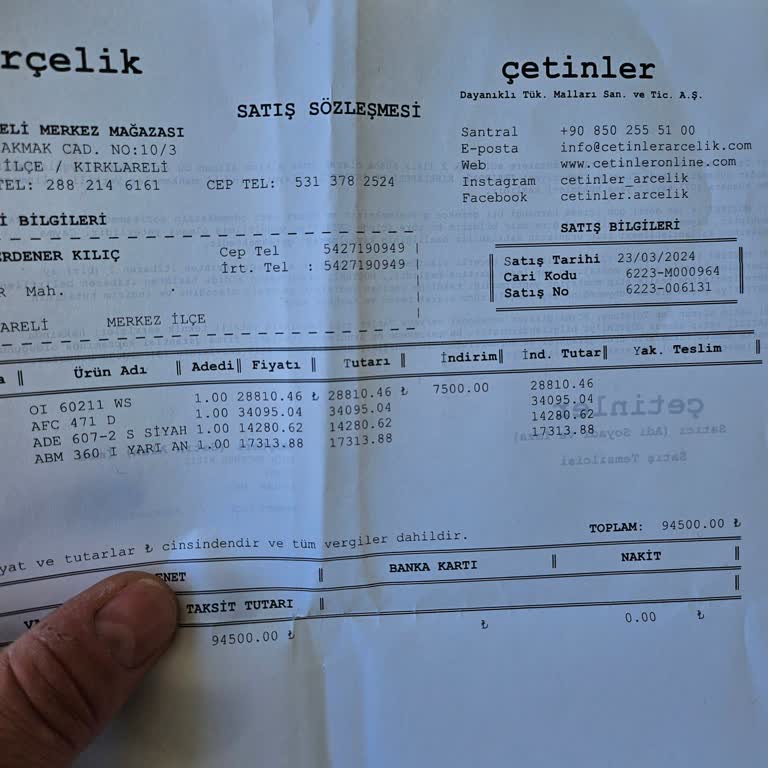 rçelik
çetinler
Dayanıklı Tük. Malları San. ve Tic. A.Ş.
SATIŞ SÖZLEŞMESİ
ELİ MERKEZ MAĞAZASI
AKMAK CAD. NO:10/3
İLÇE / KIRKLARELİ
TEL: 288 214 6161 CEP TEL: 531 378 2524
Santral +90 850 255 51 00
E-posta info@cetinlerarcelik.com
Web www.cetinleronline.com
Instagram cetinler_arcelik
Facebook cetinler.arcelik
İ BİLGİLERİ
ERDENER KILIÇ
Cep Tel 5427190949
İrt. Tel : 5427190949
R Mah.
ARELİ MERKEZ İLÇE
SATIŞ BİLGİLERİ
Satış Tarihi 23/03/2024
Cari Kodu 6223-M000964
Satış No 6223-006131
a Ürün Adı Adedi Fiyatı Tutarı İndirim İnd. Tutar Yak. Teslim
OI 60211 WS 1.00 28810.46 ₺ 28810.46 ₺ 7500.00 28810.46
AFC 471 D 1.00 34095.04 34095.04 34095.04
ADE 607-2 S SİYAH 1.00 14280.62 14280.62 14280.62
ABM 360 I YARI AN 1.00 17313.88 17313.88 17313.88
TOPLAM: 94500.00 ₺
yat ve tutarlar ₺ cinsindendir ve tüm vergiler dahildir.
ENET BANKA KARTI NAKİT
TAKSİT TUTARI
94500.00 ₺ ₺ 0.00 ₺